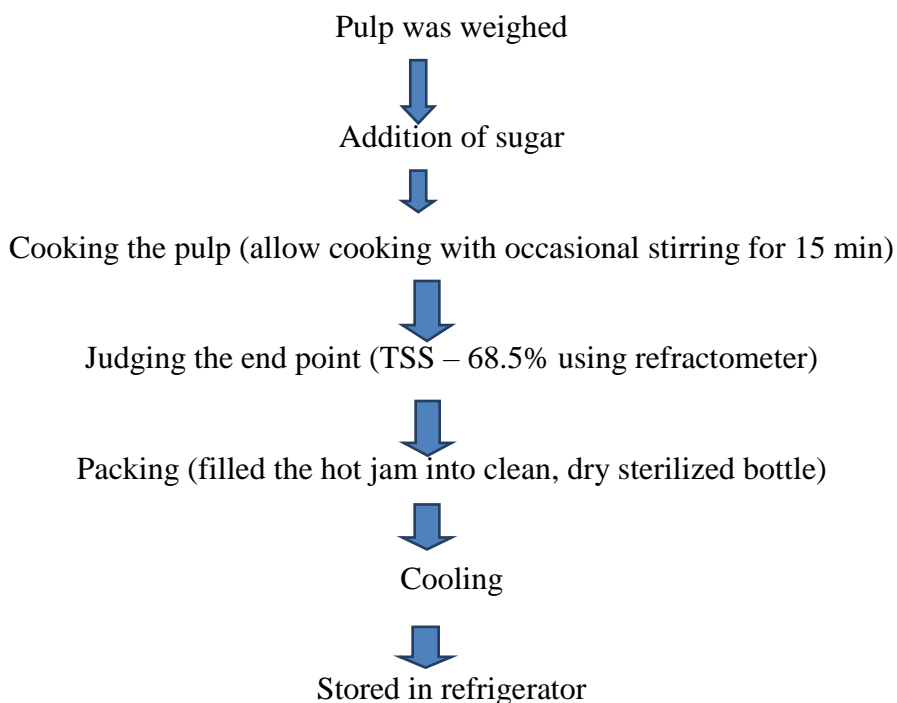 Pulp was weighed
Addition of sugar
Cooking the pulp (allow cooking with occasional stirring for 15 min)
Judging the end point (TSS – 68.5% using refractometer)
Packing (filled the hot jam into clean, dry sterilized bottle)
Cooling
Stored in refrigerator